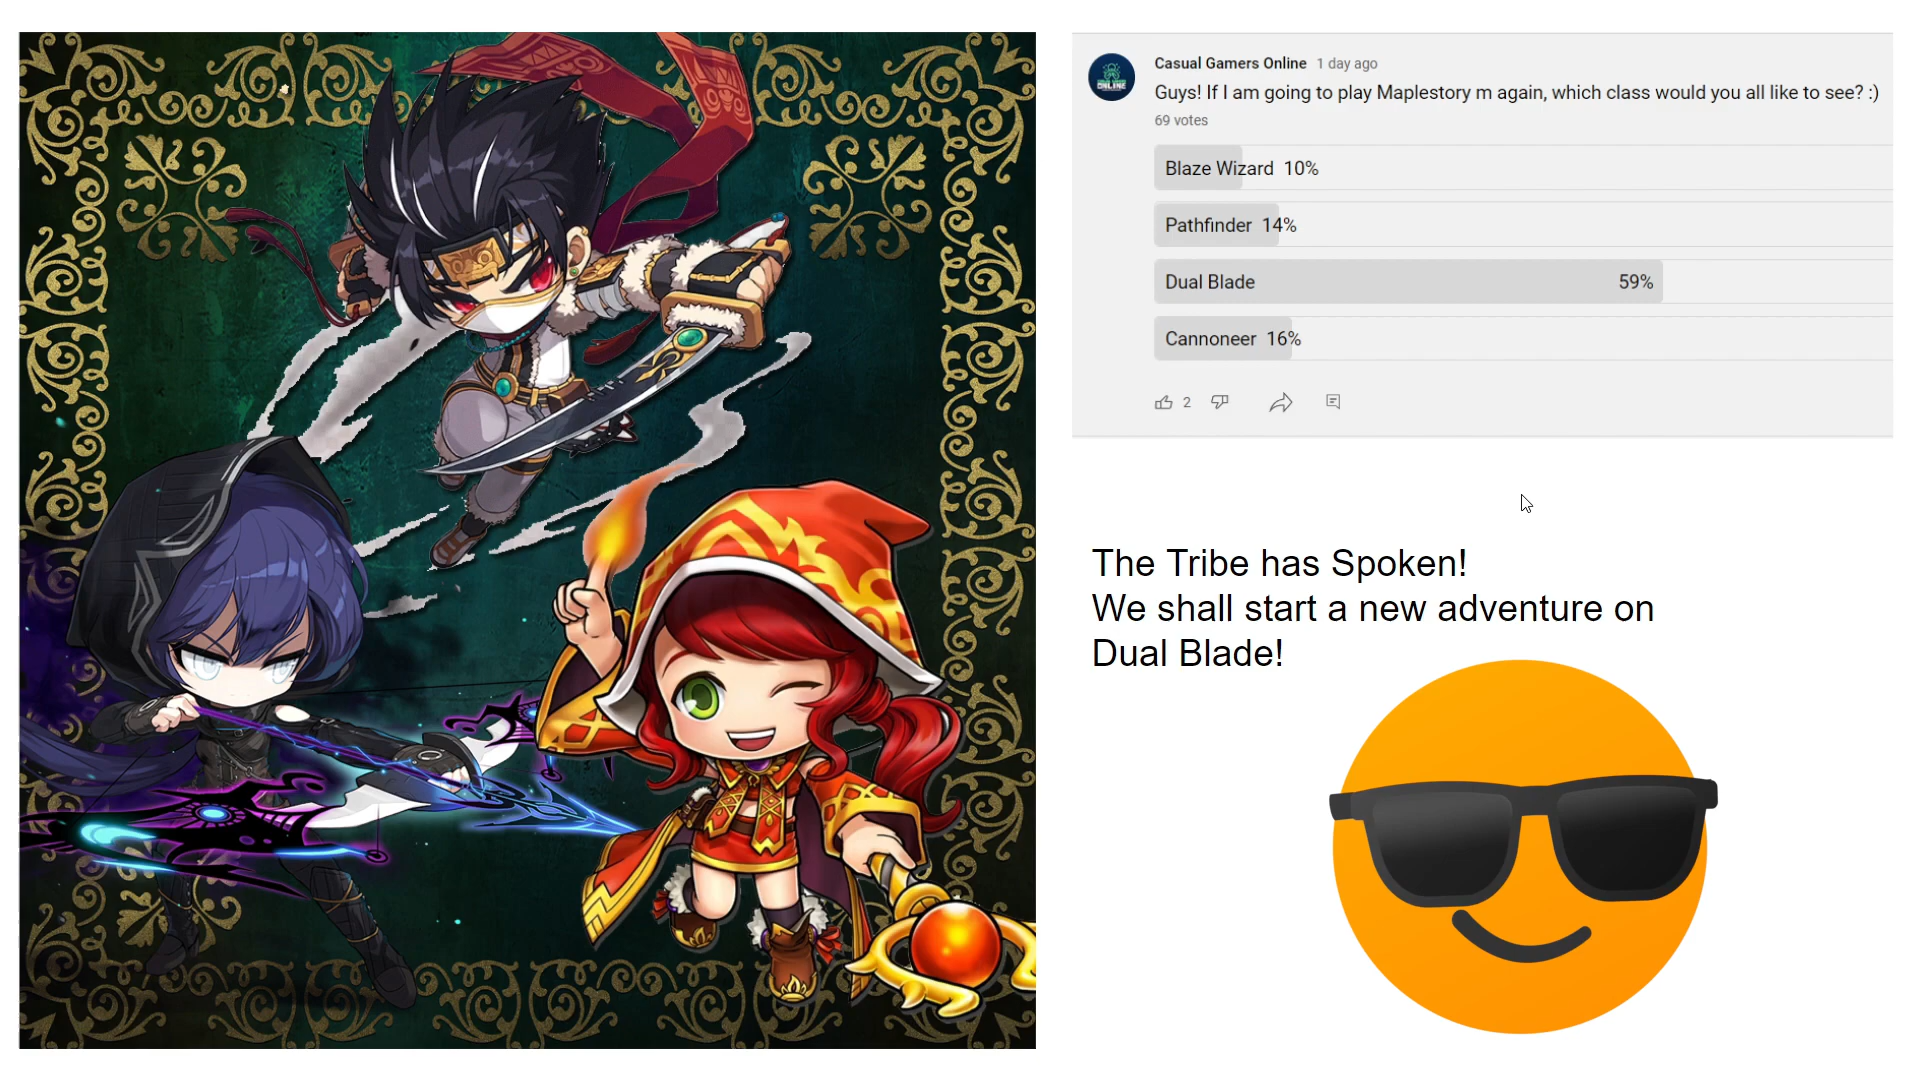 Casual Gamers Online 1 day ago
Guys! If I am going to play Maplestory m again, which class would you all like to see? :)
69 votes
Blaze Wizard 10%
Pathfinder 14%
Dual Blade 59%
Cannoneer 16%
2
The Tribe has Spoken!
We shall start a new adventure on
Dual Blade!